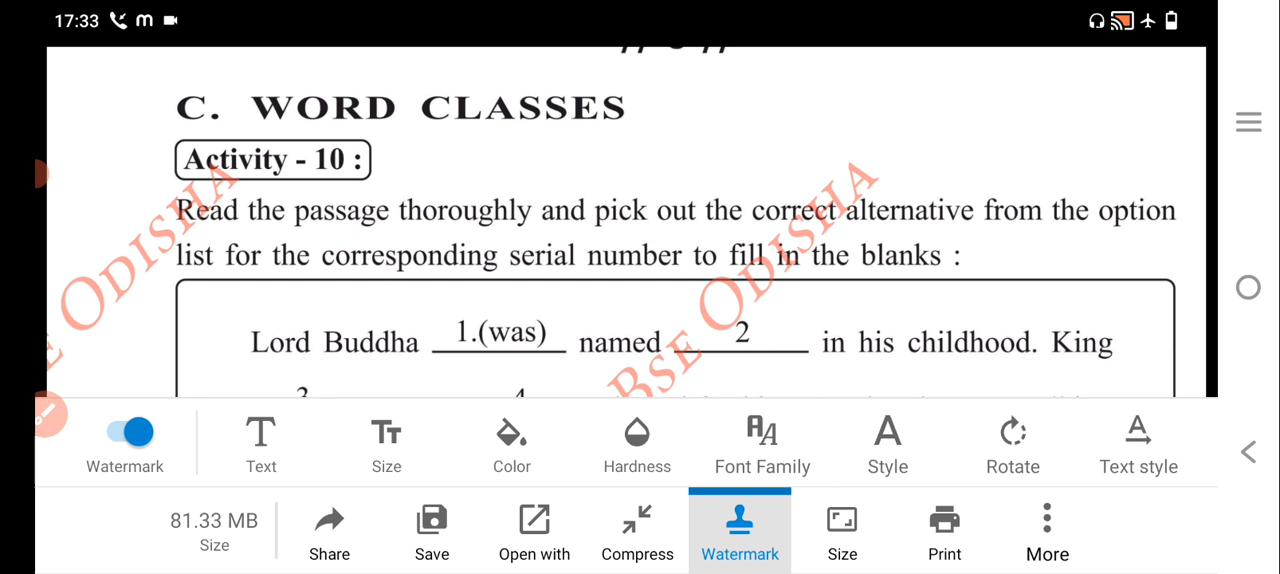 17:33
C. WORD CLASSES
Activity - 10 :
Read the passage thoroughly and pick out the correct alternative from the option
list for the corresponding serial number to fill in the blanks :
Lord Buddha 1.(was) named 2 in his childhood. King
BSE ODISHA
ODISHA
Watermark Text Size Color Hardness Font Family Style Rotate Text style
81.33 MB
Size Share Save Open with Compress Watermark Size Print More